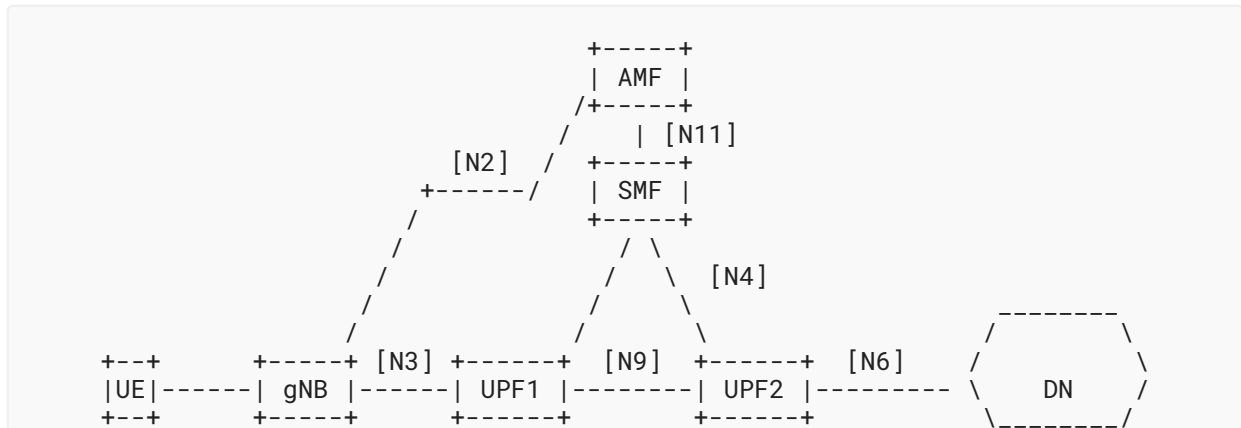 AMF
[N11]
[N2]
SMF
[N4]
[N3] [N9] [N6]
UE gNB UPF1 UPF2 DN